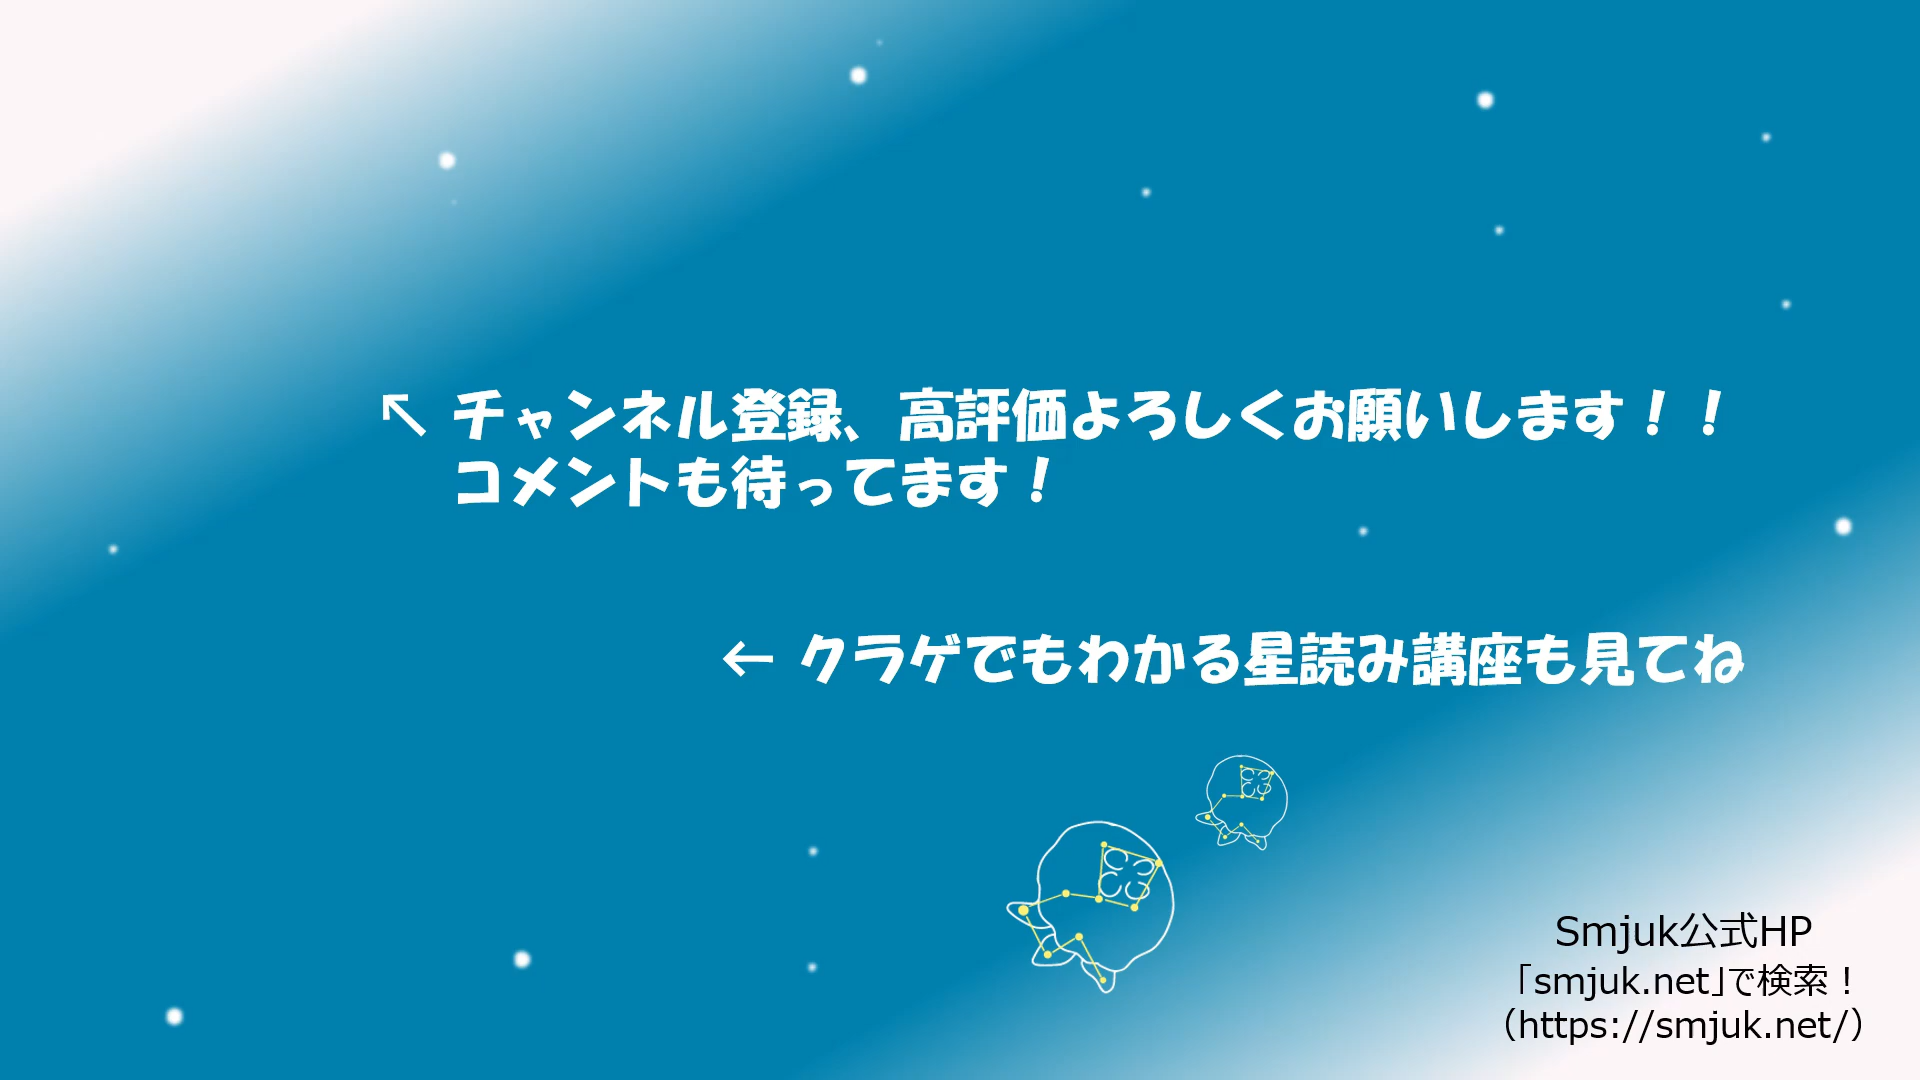 ↖ チャンネル登録、高評価よろしくお願いします！！
コメントも待ってます！
← クラゲでもわかる星読み講座も見てね
Smjuk公式HP
「smjuk.net」で検索！
（https://smjuk.net/）